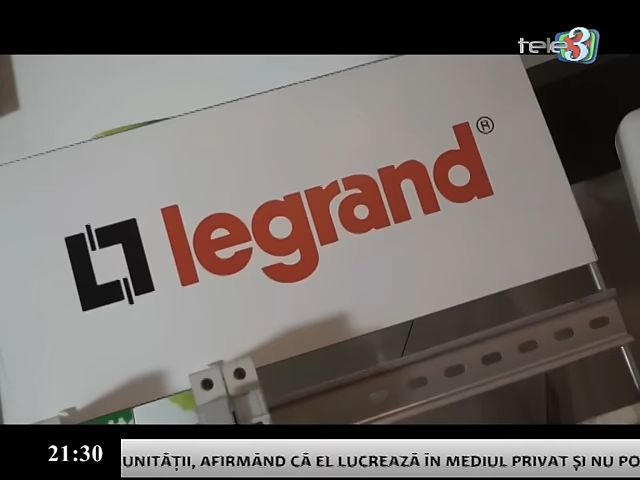 tele3
legrand®
21:30
UNITĂȚII, AFIRMÂND CĂ EL LUCREAZĂ ÎN MEDIUL PRIVAT ȘI NU PO